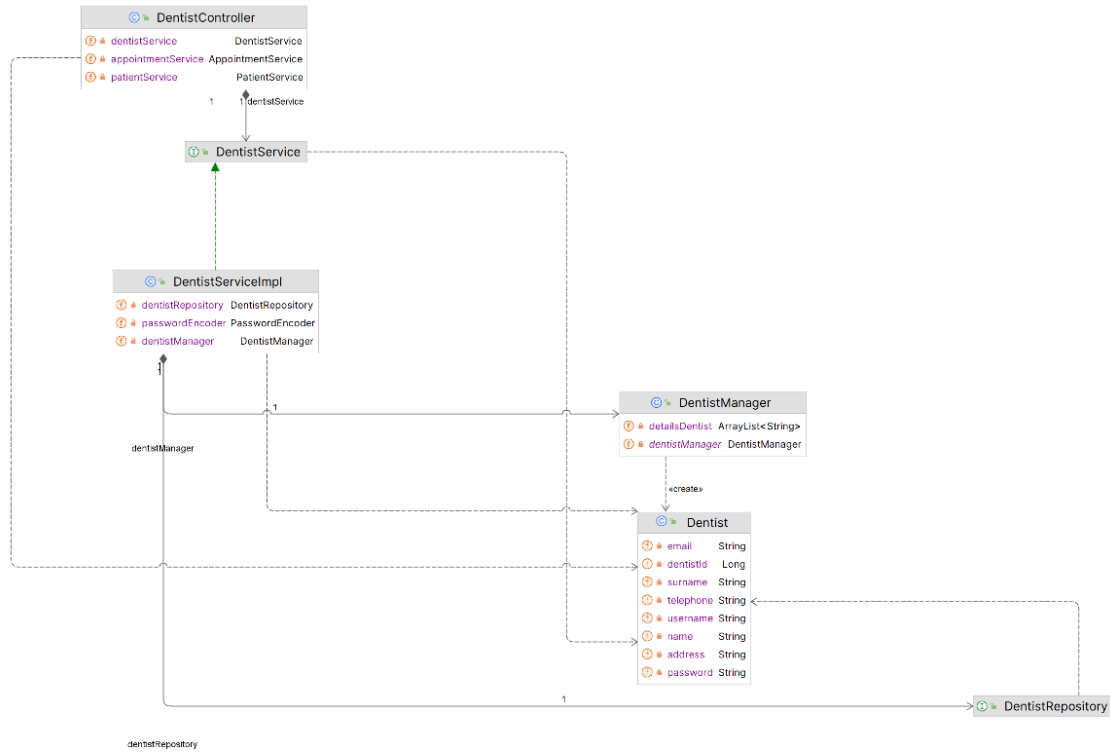 DentistController
dentistService DentistService
appointmentService AppointmentService
patientService PatientService
1 1 dentistService
DentistService
DentistServiceImpl
dentistRepository DentistRepository
passwordEncoder PasswordEncoder
dentistManager DentistManager
1
1
DentistManager
detailsDentist ArrayList<String>
dentistManager DentistManager
dentistManager
«create»
Dentist
email String
dentistId Long
surname String
telephone String
username String
name String
address String
password String
1
DentistRepository
dentistRepository